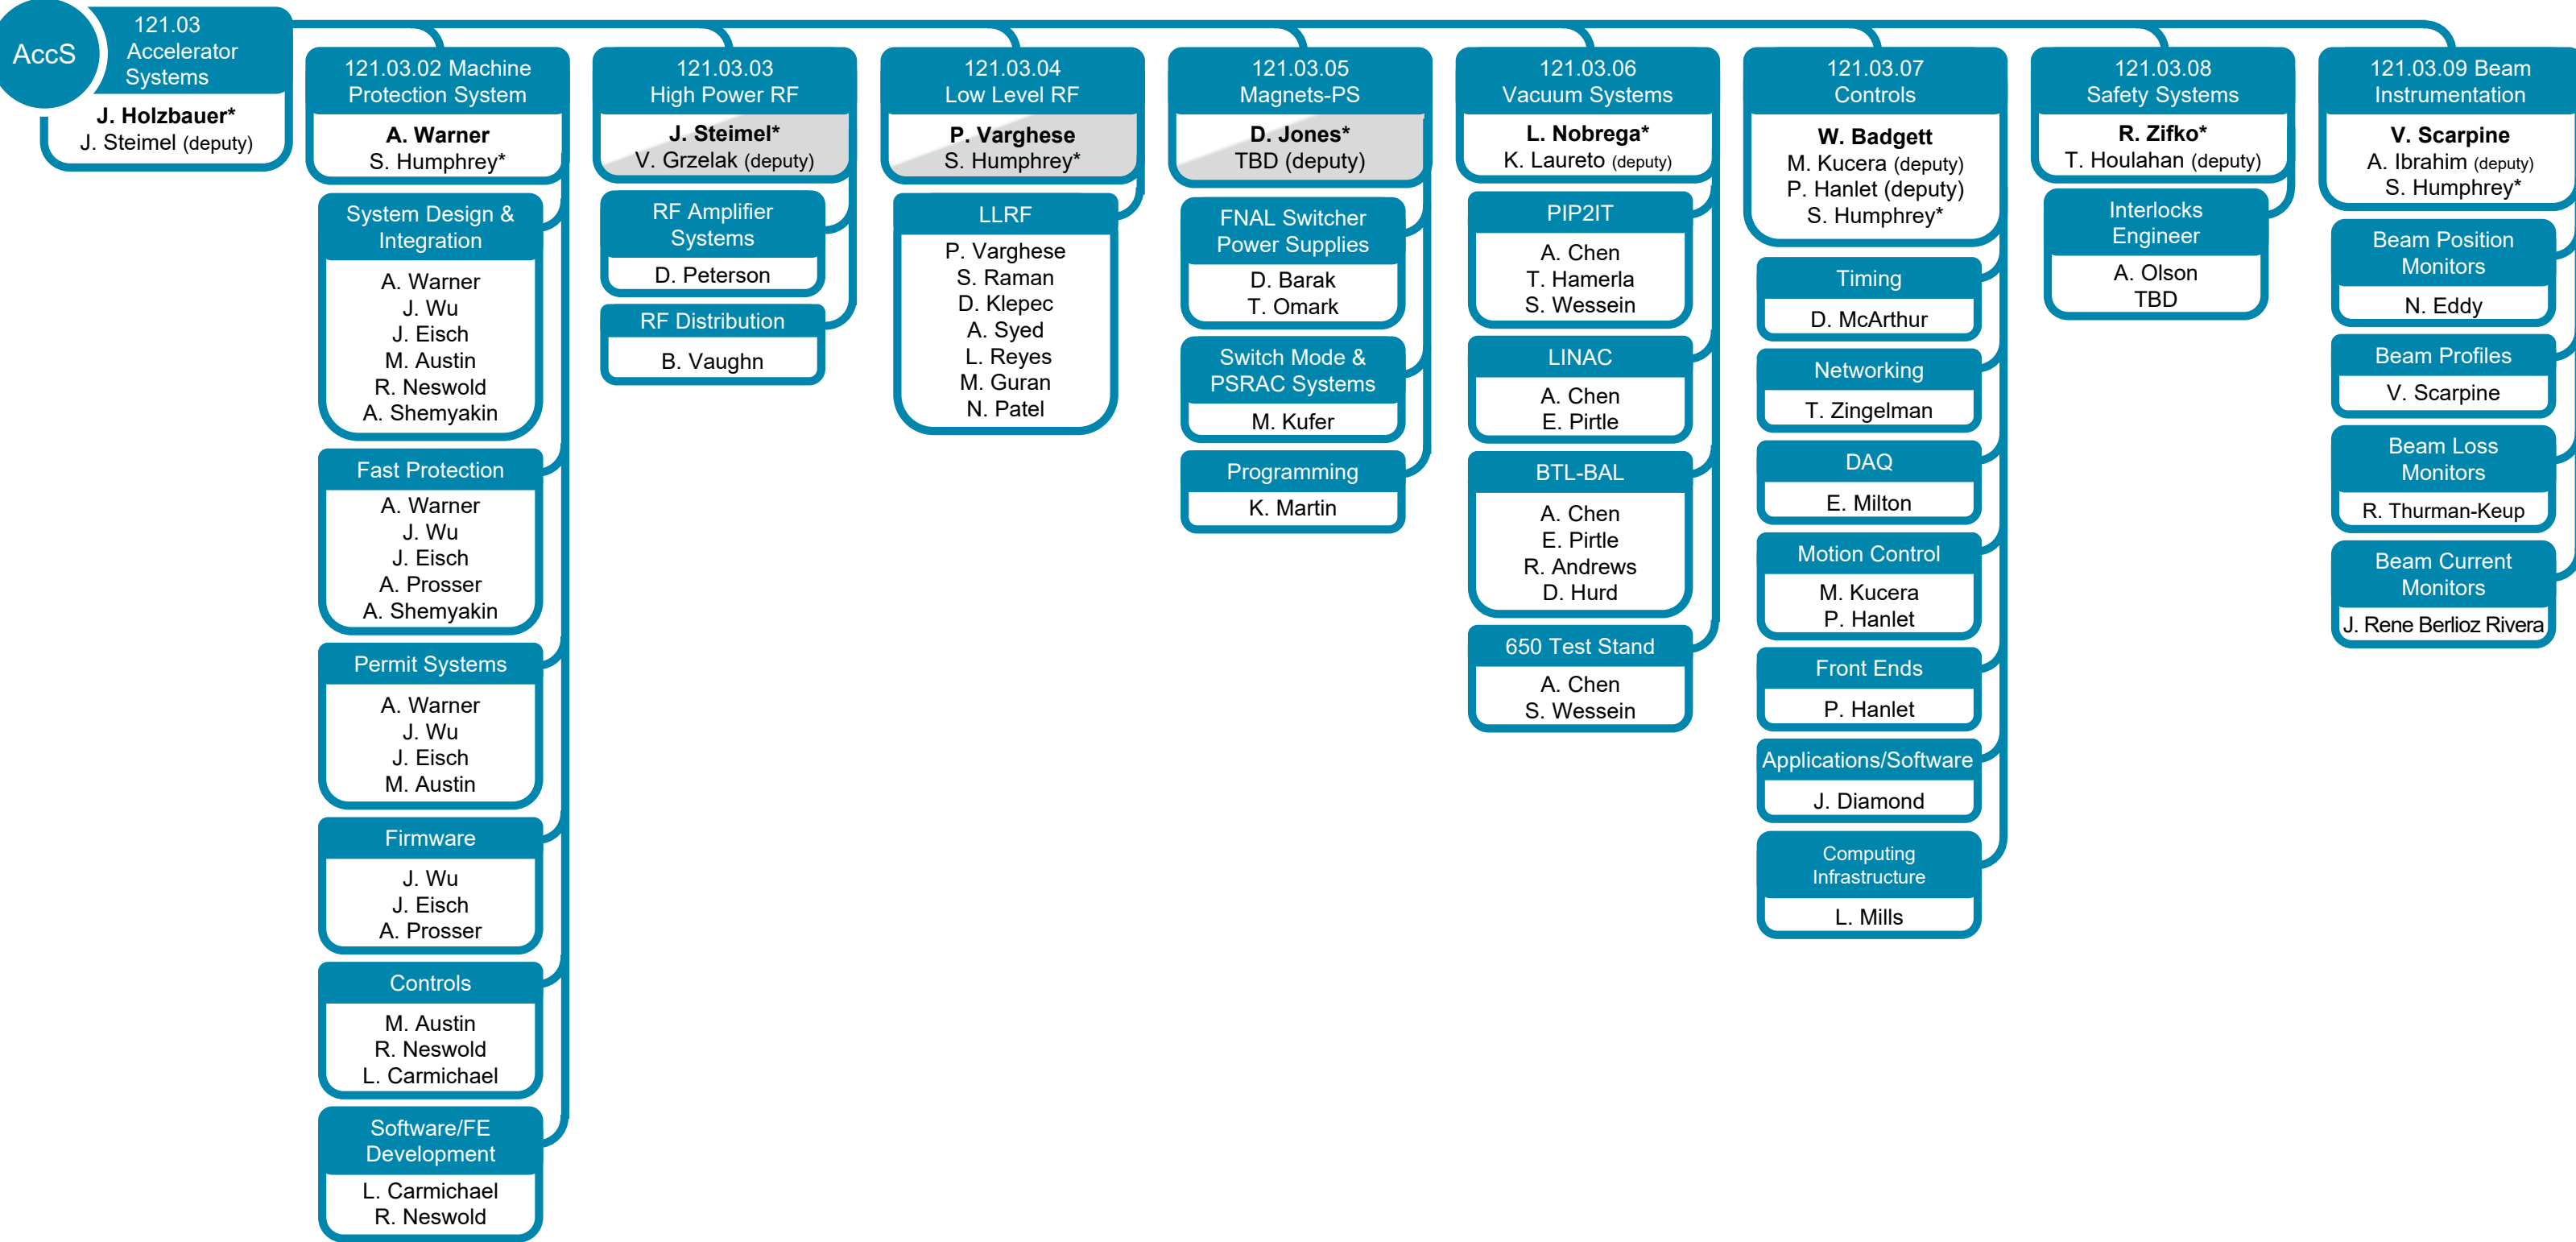 AccS
121.03
Accelerator
Systems
J. Holzbauer*
J. Steimel (deputy)
121.03.02 Machine
Protection System
A. Warner
S. Humphrey*
System Design &
Integration
A. Warner
J. Wu
J. Eisch
M. Austin
R. Neswold
A. Shemyakin
Fast Protection
A. Warner
J. Wu
J. Eisch
A. Prosser
A. Shemyakin
Permit Systems
A. Warner
J. Wu
J. Eisch
M. Austin
Firmware
J. Wu
J. Eisch
A. Prosser
Controls
M. Austin
R. Neswold
L. Carmichael
Software/FE
Development
L. Carmichael
R. Neswold
121.03.03
High Power RF
J. Steimel*
V. Grzelak (deputy)
RF Amplifier
Systems
D. Peterson
RF Distribution
B. Vaughn
121.03.04
Low Level RF
P. Varghese
S. Humphrey*
LLRF
P. Varghese
S. Raman
D. Klepec
A. Syed
L. Reyes
M. Guran
N. Patel
121.03.05
Magnets-PS
D. Jones*
TBD (deputy)
FNAL Switcher
Power Supplies
D. Barak
T. Omark
Switch Mode &
PSRAC Systems
M. Kufer
Programming
K. Martin
121.03.06
Vacuum Systems
L. Nobrega*
K. Laureto (deputy)
PIP2IT
A. Chen
T. Hamerla
S. Wessein
LINAC
A. Chen
E. Pirtle
BTL-BAL
A. Chen
E. Pirtle
R. Andrews
D. Hurd
650 Test Stand
A. Chen
S. Wessein
121.03.07
Controls
W. Badgett
M. Kucera (deputy)
P. Hanlet (deputy)
S. Humphrey*
Timing
D. McArthur
Networking
T. Zingelman
DAQ
E. Milton
Motion Control
M. Kucera
P. Hanlet
Front Ends
P. Hanlet
Applications/Software
J. Diamond
Computing
Infrastructure
L. Mills
121.03.08
Safety Systems
R. Zifko*
T. Houlahan (deputy)
Interlocks
Engineer
A. Olson
TBD
121.03.09 Beam
Instrumentation
V. Scarpine
A. Ibrahim (deputy)
S. Humphrey*
Beam Position
Monitors
N. Eddy
Beam Profiles
V. Scarpine
Beam Loss
Monitors
R. Thurman-Keup
Beam Current
Monitors
J. Rene Berlioz Rivera